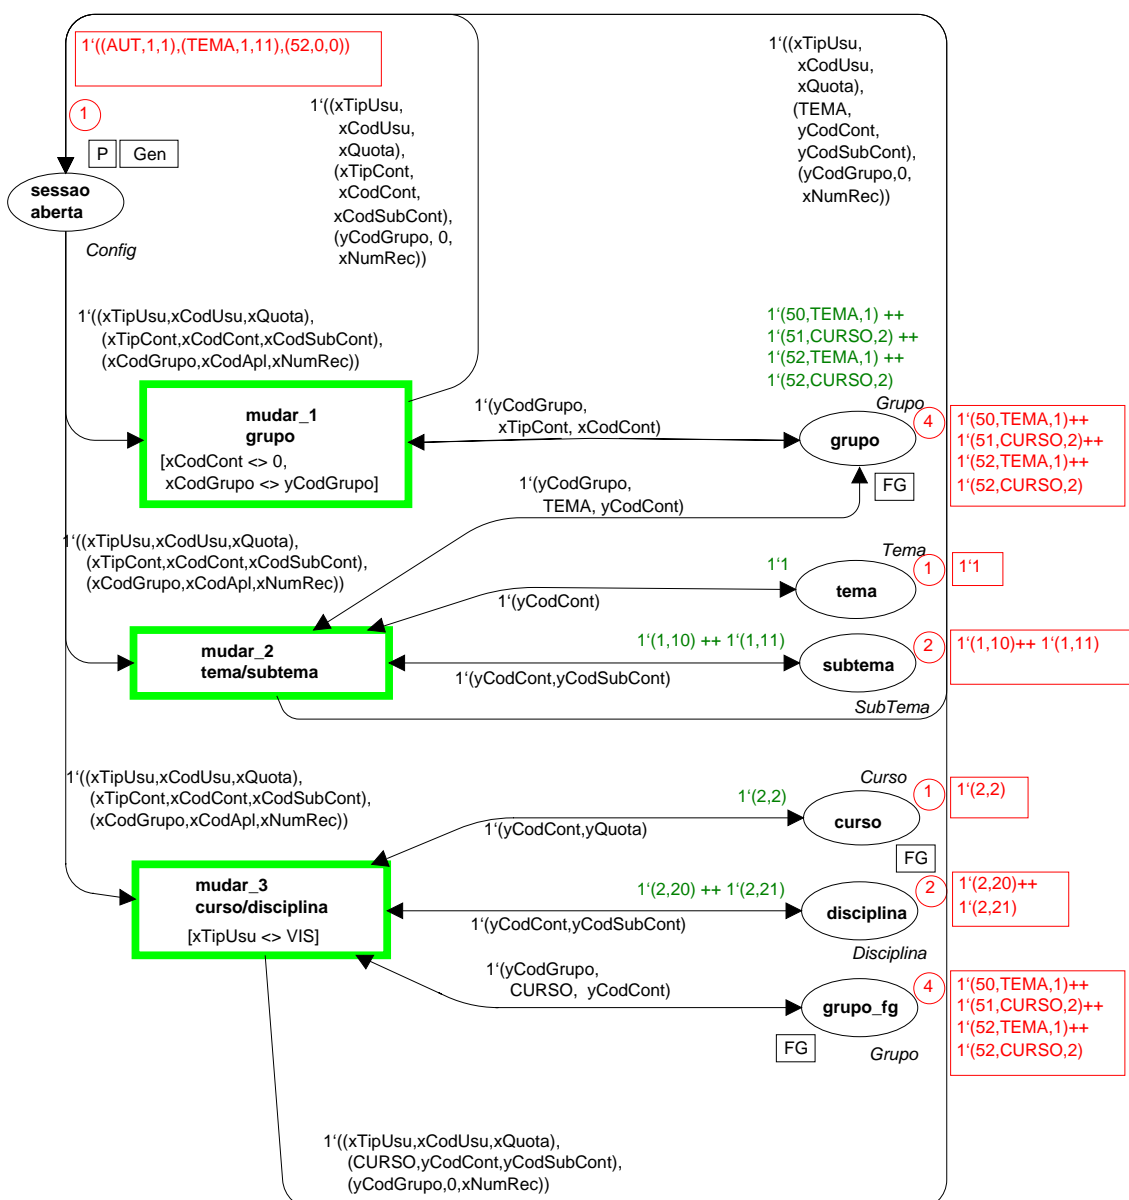 1‘((AUT,1,1),(TEMA,1,11),(52,0,0))
1
P
Gen
sessao
aberta
Config
1‘((xTipUsu,
xCodUsu,
xQuota),
(xTipCont,
xCodCont,
xCodSubCont),
(yCodGrupo, 0,
xNumRec))
1‘((xTipUsu,
xCodUsu,
xQuota),
(TEMA,
yCodCont,
yCodSubCont),
(yCodGrupo,0,
xNumRec))
1‘((xTipUsu,xCodUsu,xQuota),
(xTipCont,xCodCont,xCodSubCont),
(xCodGrupo,xCodApl,xNumRec))
mudar_1
grupo
[xCodCont <> 0,
xCodGrupo <> yCodGrupo]
1‘(yCodGrupo,
xTipCont, xCodCont)
1‘(50,TEMA,1) ++
1‘(51,CURSO,2) ++
1‘(52,TEMA,1) ++
1‘(52,CURSO,2)
Grupo
grupo
4
FG
1‘(50,TEMA,1)++
1‘(51,CURSO,2)++
1‘(52,TEMA,1)++
1‘(52,CURSO,2)
1‘(yCodGrupo,
TEMA, yCodCont)
1‘((xTipUsu,xCodUsu,xQuota),
(xTipCont,xCodCont,xCodSubCont),
(xCodGrupo,xCodApl,xNumRec))
1‘(yCodCont)
1‘1
Tema
tema
1
1‘1
mudar_2
tema/subtema
1‘(1,10) ++ 1‘(1,11)
1‘(yCodCont,yCodSubCont)
subtema
2
SubTema
1‘(1,10)++ 1‘(1,11)
1‘((xTipUsu,xCodUsu,xQuota),
(xTipCont,xCodCont,xCodSubCont),
(xCodGrupo,xCodApl,xNumRec))
1‘(2,2)
1‘(yCodCont,yQuota)
Curso
curso
1
FG
1‘(2,2)
mudar_3
curso/disciplina
[xTipUsu <> VIS]
1‘(2,20) ++ 1‘(2,21)
1‘(yCodCont,yCodSubCont)
disciplina
2
Disciplina
1‘(2,20)++
1‘(2,21)
1‘(yCodGrupo,
CURSO, yCodCont)
grupo_fg
4
FG
Grupo
1‘(50,TEMA,1)++
1‘(51,CURSO,2)++
1‘(52,TEMA,1)++
1‘(52,CURSO,2)
1‘((xTipUsu,xCodUsu,xQuota),
(CURSO,yCodCont,yCodSubCont),
(yCodGrupo,0,xNumRec))